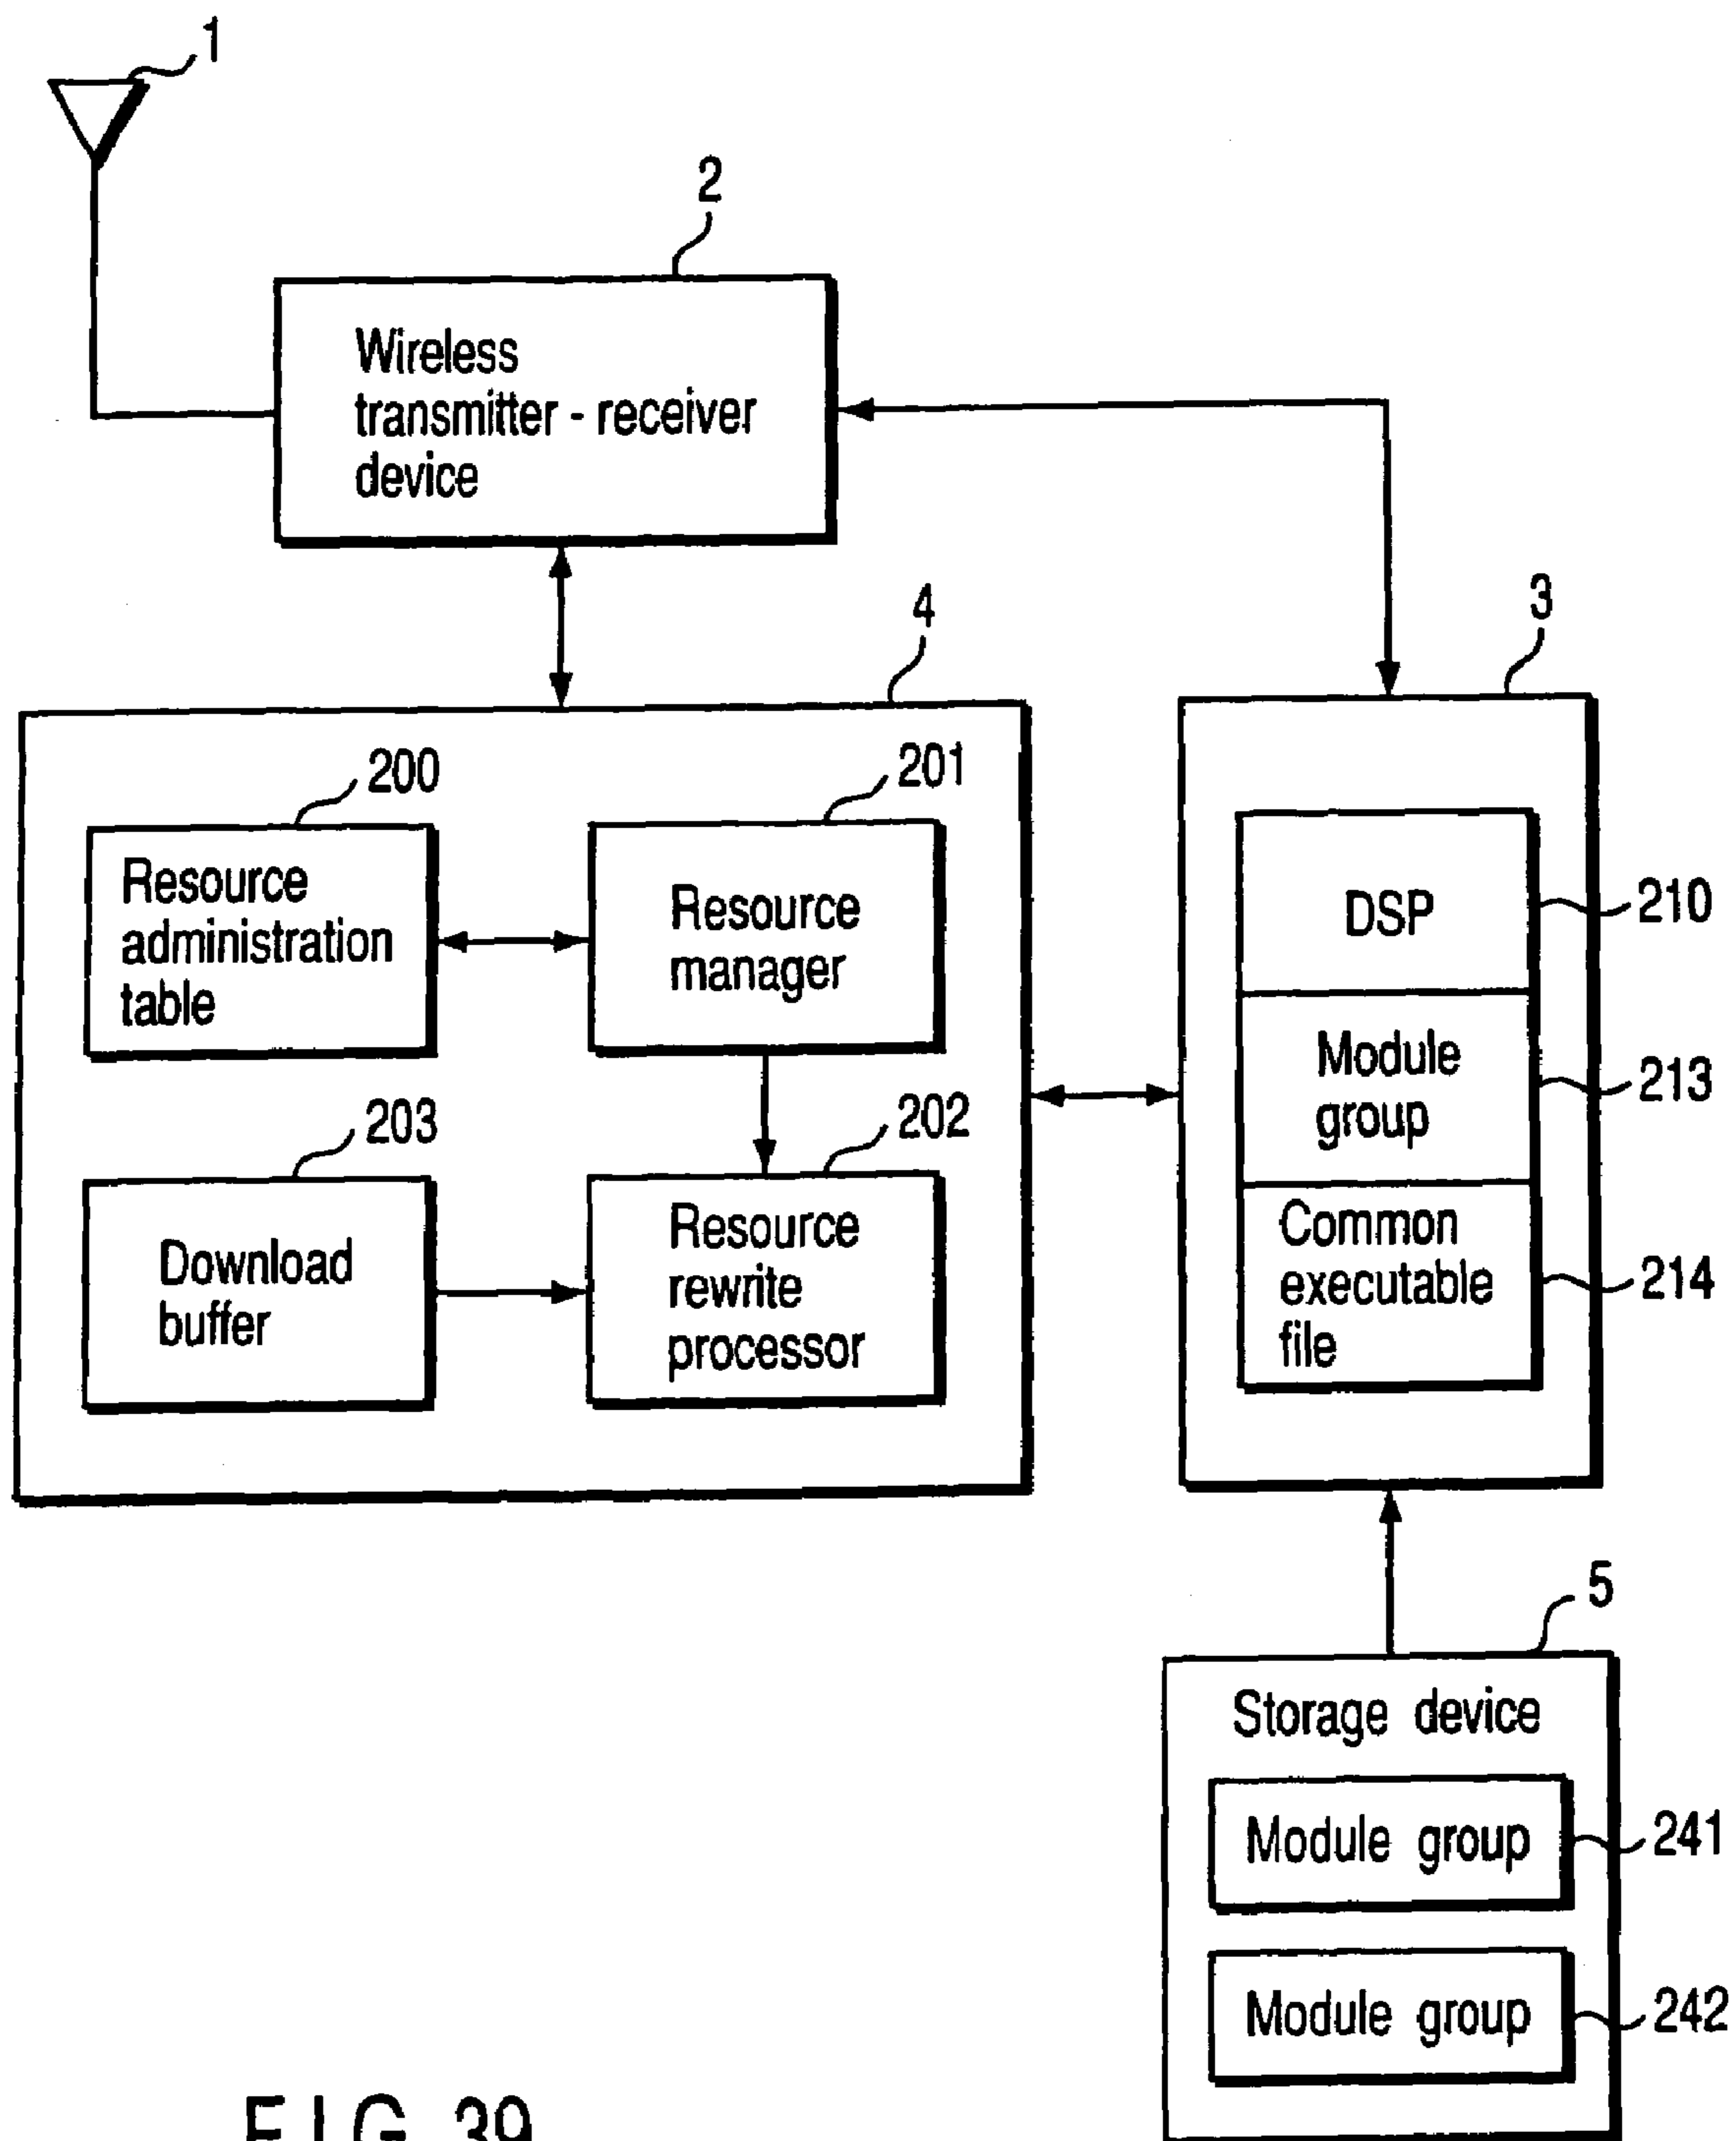 1
2
Wireless
transmitter - receiver
device
4
3
200
201
Resource
administration
table
Resource
manager
DSP
210
Module
group
213
203
202
Download
buffer
Resource
rewrite
processor
Common
executable
file
214
5
Storage device
Module group
241
Module group
242
FIG. 39